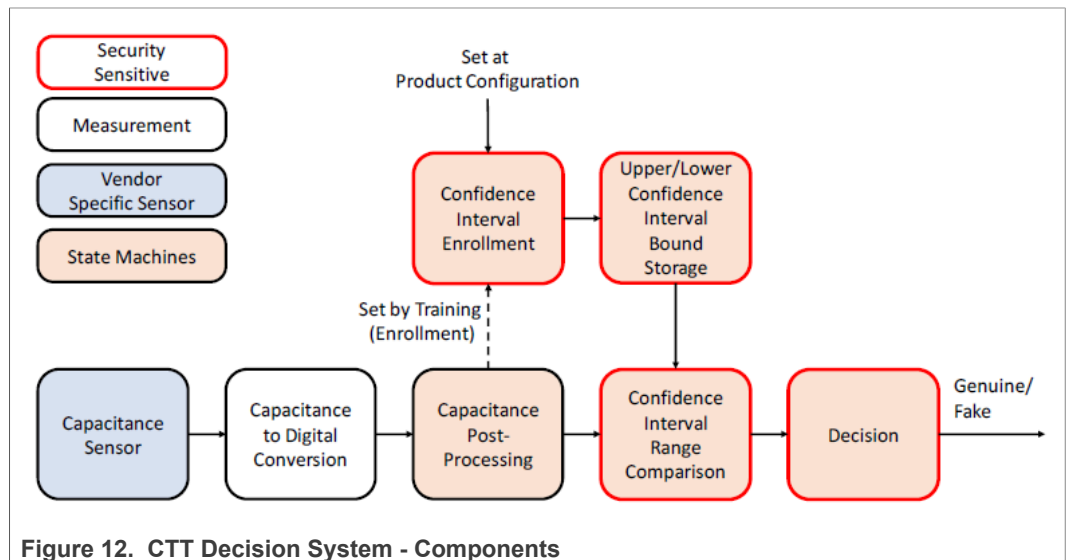 Security
Sensitive
Measurement
Vendor
Specific Sensor
State Machines
Set at
Product Configuration
Confidence
Interval
Enrollment
Upper/Lower
Confidence
Interval
Bound
Storage
Set by Training
(Enrollment)
Capacitance
Sensor
Capacitance
to Digital
Conversion
Capacitance
Post-
Processing
Confidence
Interval
Range
Comparison
Decision
Genuine/
Fake
Figure 12. CTT Decision System - Components